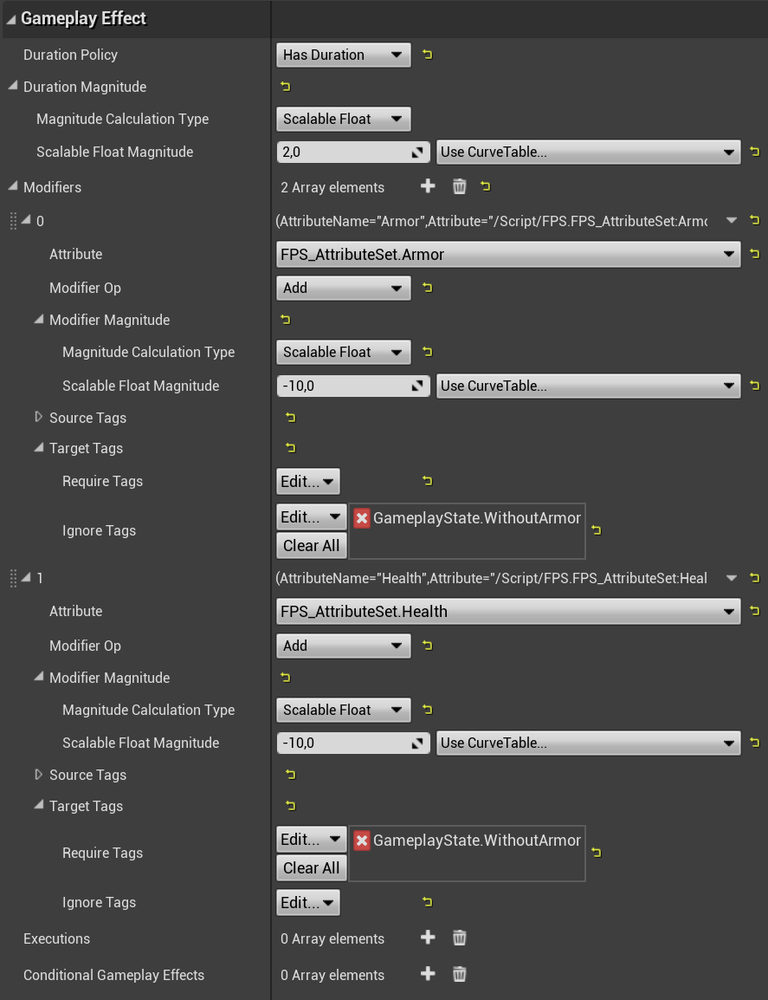 Gameplay Effect
Duration Policy Has Duration
Duration Magnitude
Magnitude Calculation Type Scalable Float
Scalable Float Magnitude 2,0 Use CurveTable...
Modifiers 2 Array elements
0 (AttributeName="Armor",Attribute="/Script/FPS.FPS_AttributeSet:Armo
Attribute FPS_AttributeSet.Armor
Modifier Op Add
Modifier Magnitude
Magnitude Calculation Type Scalable Float
Scalable Float Magnitude -10,0 Use CurveTable...
Source Tags
Target Tags
Require Tags Edit...
Ignore Tags Edit... GameplayState.WithoutArmor
Clear All
1 (AttributeName="Health",Attribute="/Script/FPS.FPS_AttributeSet:Heal
Attribute FPS_AttributeSet.Health
Modifier Op Add
Modifier Magnitude
Magnitude Calculation Type Scalable Float
Scalable Float Magnitude -10,0 Use CurveTable...
Source Tags
Target Tags
Require Tags Edit... GameplayState.WithoutArmor
Clear All
Ignore Tags Edit...
Executions 0 Array elements
Conditional Gameplay Effects 0 Array elements